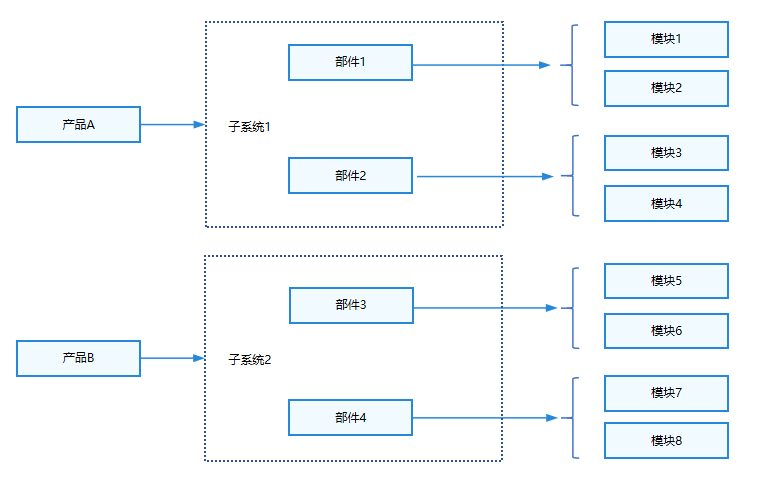 产品A
子系统1
部件1
部件2
模块1
模块2
模块3
模块4
产品B
子系统2
部件3
部件4
模块5
模块6
模块7
模块8